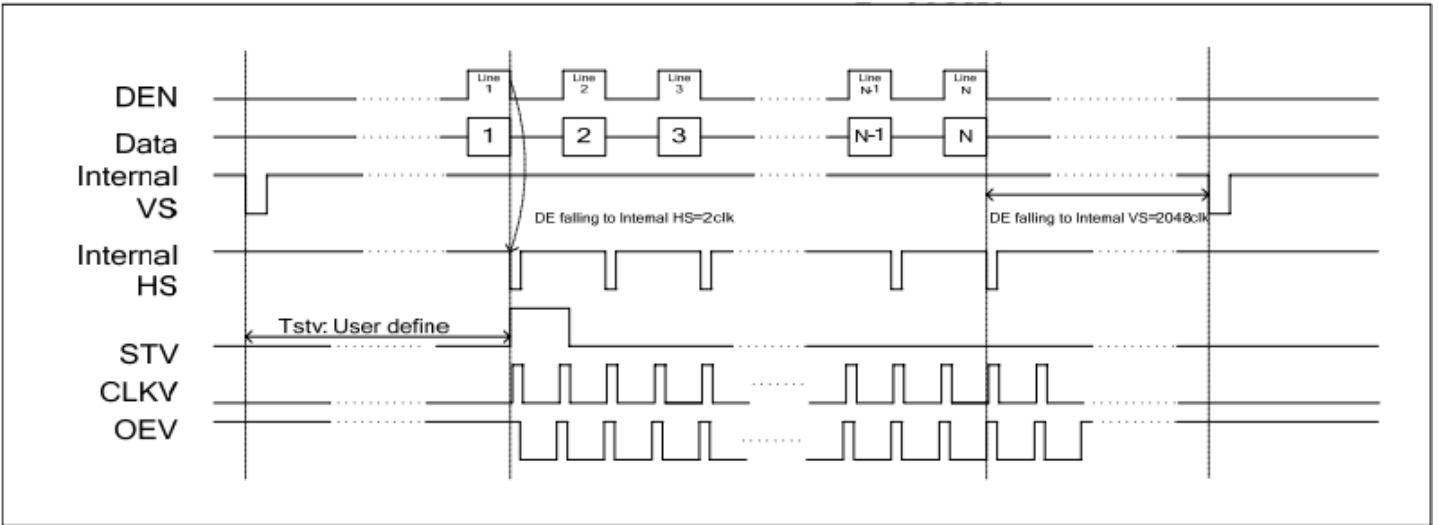 DEN
Line
1
Line
2
Line
3
Line
N-1
Line
N
Data
1
2
3
N-1
N
Internal
VS
DE falling to Internal HS=2clk
DE falling to Internal VS=2048clk
Internal
HS
Tstv: User define
STV
CLKV
OEV